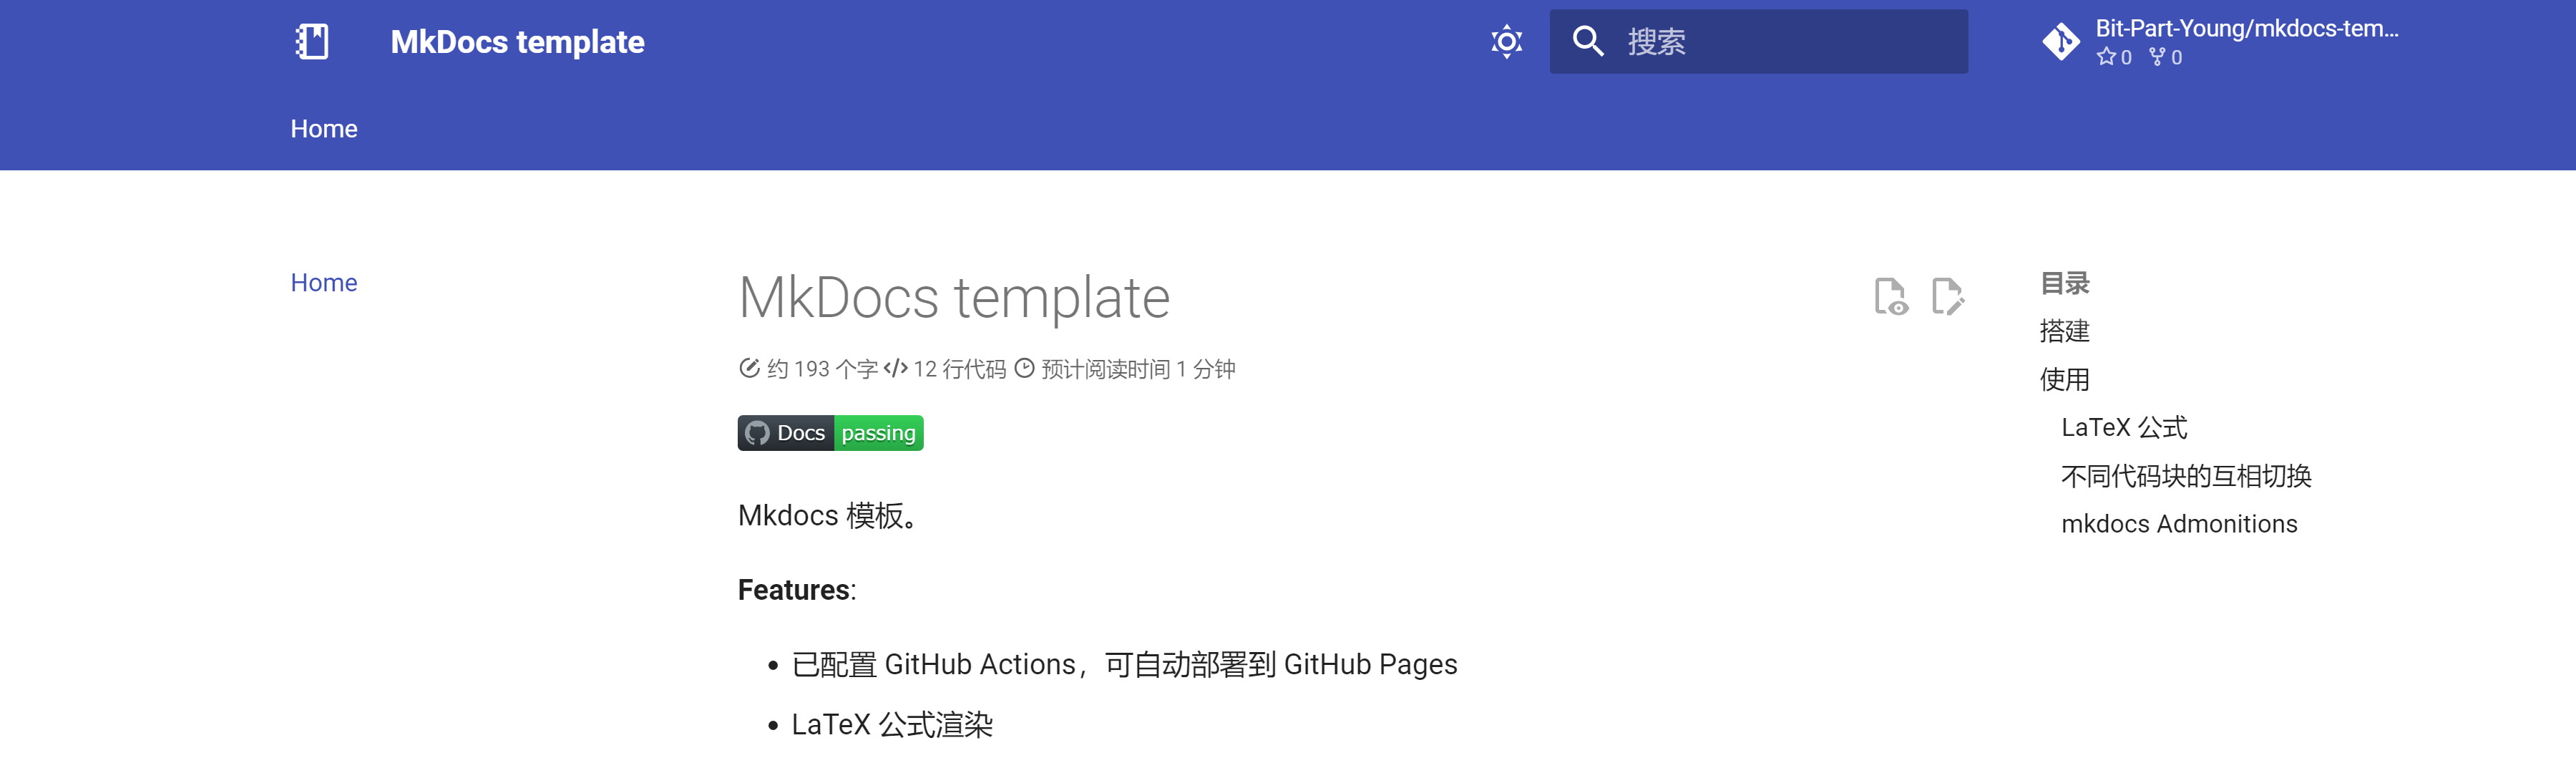 MkDocs template
搜索
Bit-Part-Young/mkdocs-tem...
0 0
Home
Home
MkDocs template
约 193 个字 12 行代码 预计阅读时间 1 分钟
Docs passing
Mkdocs 模板。
Features:
已配置 GitHub Actions，可自动部署到 GitHub Pages
LaTeX 公式渲染
目录
搭建
使用
LaTeX 公式
不同代码块的互相切换
mkdocs Admonitions